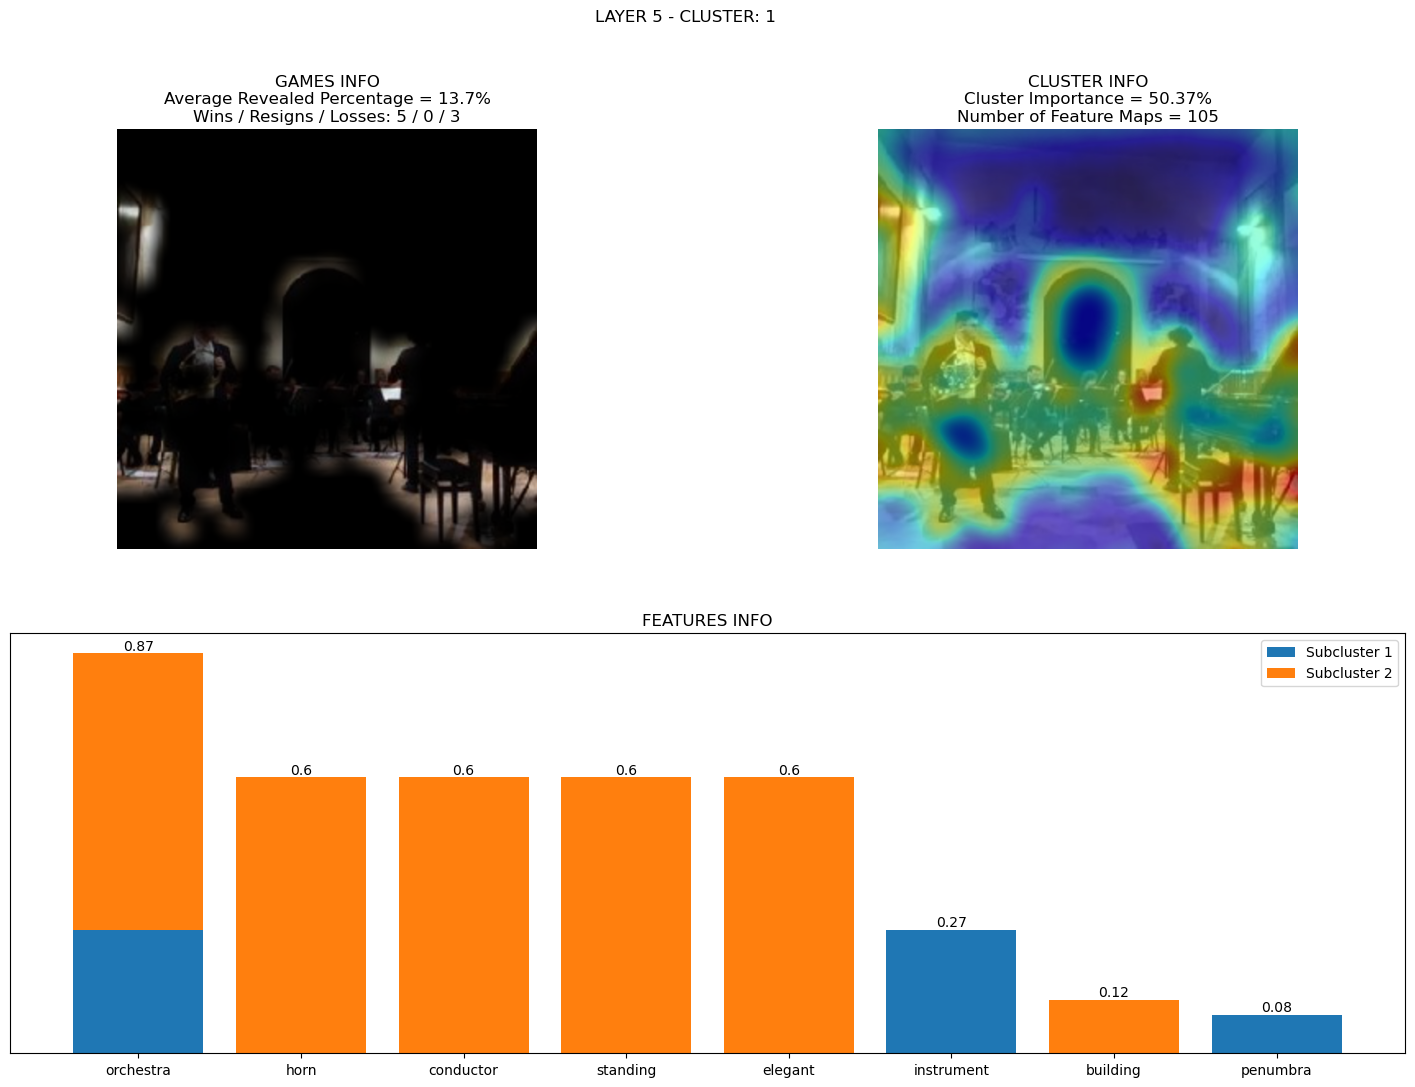 LAYER 5 - CLUSTER: 1
GAMES INFO
Average Revealed Percentage = 13.7%
Wins / Resigns / Losses: 5 / 0 / 3
CLUSTER INFO
Cluster Importance = 50.37%
Number of Feature Maps = 105
FEATURES INFO
Subcluster 1
Subcluster 2
0.87
0.6
0.6
0.6
0.6
0.27
0.12
0.08
orchestra
horn
conductor
standing
elegant
instrument
building
penumbra